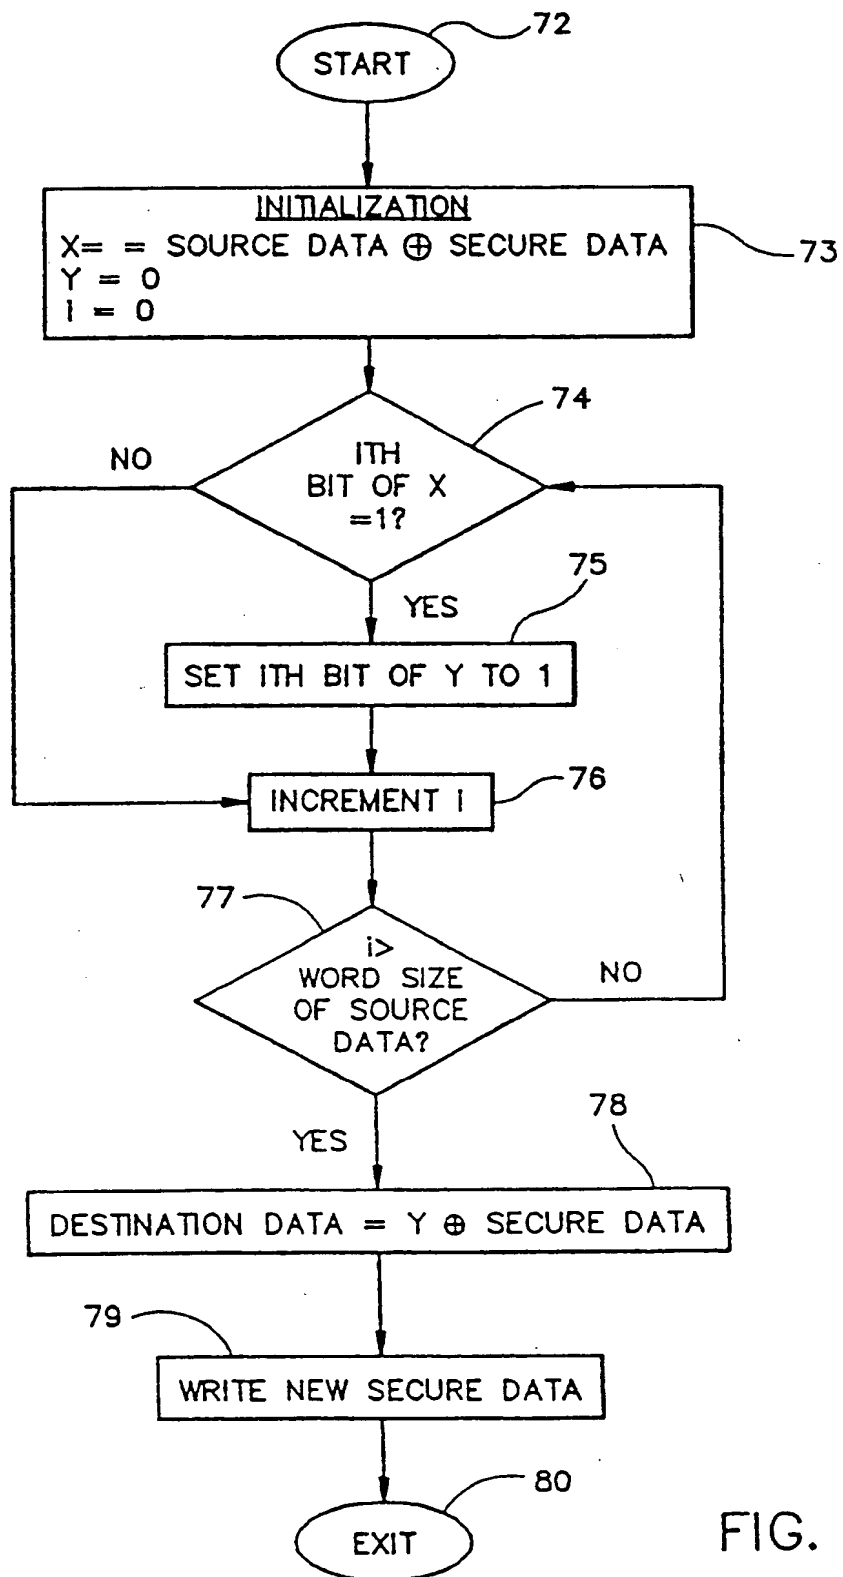 72
START
INITIALIZATION
X= = SOURCE DATA ⊕ SECURE DATA
73
Y = 0
I = 0
74
NO
ITH
BIT OF X
=1?
75
YES
SET ITH BIT OF Y TO 1
76
INCREMENT I
77
i>
WORD SIZE
OF SOURCE
DATA?
NO
78
YES
DESTINATION DATA = Y ⊕ SECURE DATA
79
WRITE NEW SECURE DATA
80
EXIT
FIG.